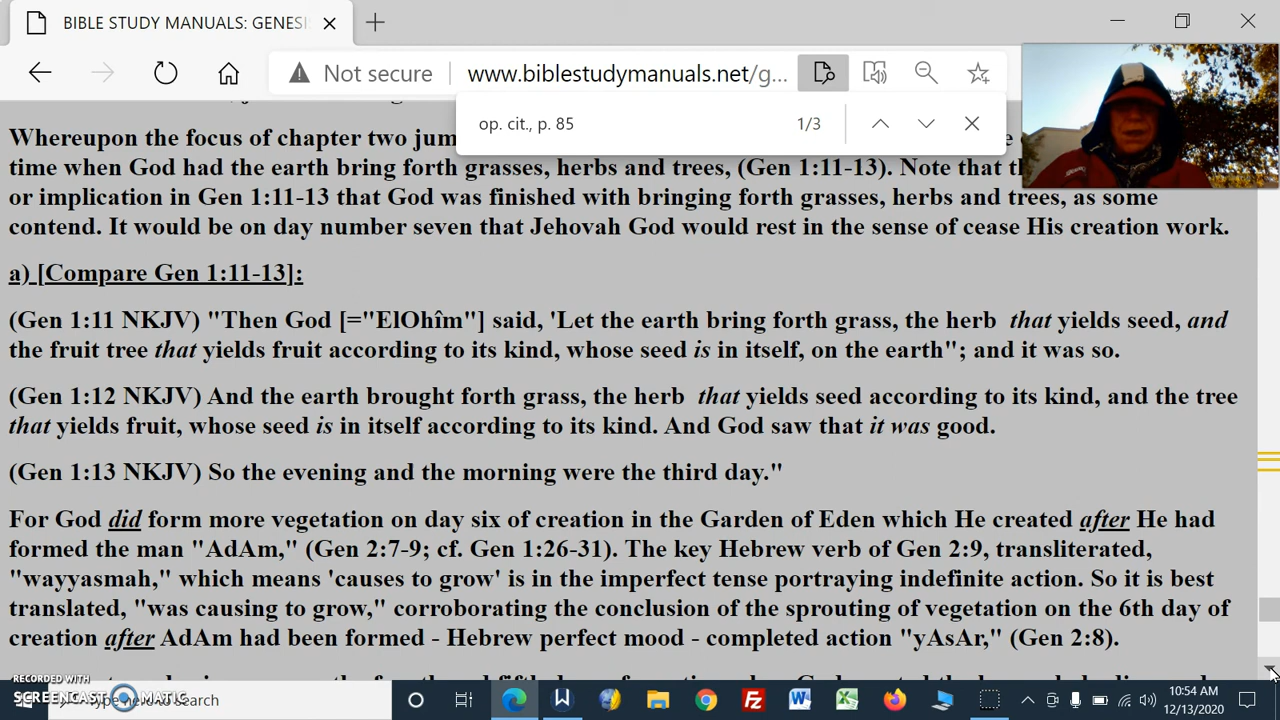 BIBLE STUDY MANUALS: GENESIS
Not secure www.biblestudymanuals.net/g...
op. cit., p. 85 1/3
Whereupon the focus of chapter two jum
time when God had the earth bring forth grasses, herbs and trees, (Gen 1:11-13). Note that th
or implication in Gen 1:11-13 that God was finished with bringing forth grasses, herbs and trees, as some
contend. It would be on day number seven that Jehovah God would rest in the sense of cease His creation work.
a) [Compare Gen 1:11-13]:
(Gen 1:11 NKJV) "Then God [="ElOhîm"] said, 'Let the earth bring forth grass, the herb that yields seed, and
the fruit tree that yields fruit according to its kind, whose seed is in itself, on the earth"; and it was so.
(Gen 1:12 NKJV) And the earth brought forth grass, the herb that yields seed according to its kind, and the tree
that yields fruit, whose seed is in itself according to its kind. And God saw that it was good.
(Gen 1:13 NKJV) So the evening and the morning were the third day."
For God did form more vegetation on day six of creation in the Garden of Eden which He created after He had
formed the man "AdAm," (Gen 2:7-9; cf. Gen 1:26-31). The key Hebrew verb of Gen 2:9, transliterated,
"wayyasmah," which means 'causes to grow' is in the imperfect tense portraying indefinite action. So it is best
translated, "was causing to grow," corroborating the conclusion of the sprouting of vegetation on the 6th day of
creation after AdAm had been formed - Hebrew perfect mood - completed action "yAsAr," (Gen 2:8).
RECORDED WITH
SCREENCAST MATIC
Type here to search
10:54 AM
12/13/2020